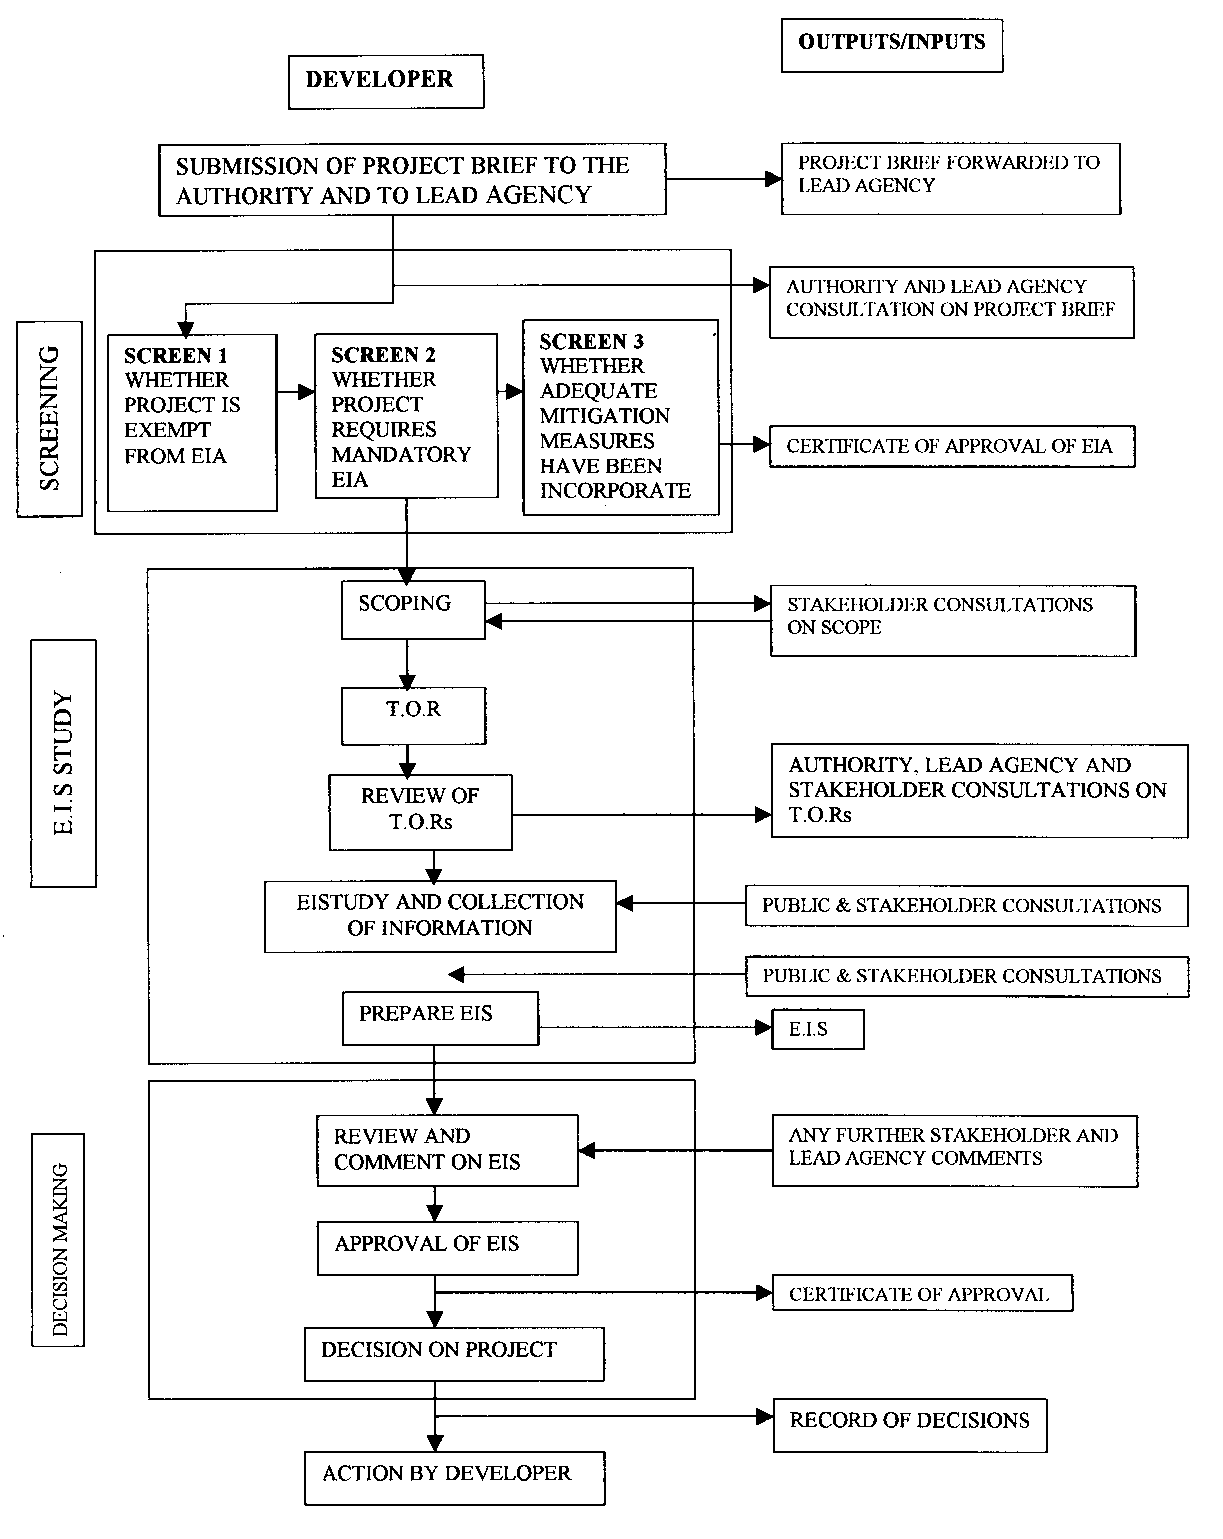 OUTPUTS/INPUTS
DEVELOPER
SUBMISSION OF PROJECT BRIEF TO THE
AUTHORITY AND TO LEAD AGENCY
PROJECT BRIEF FORWARDED TO
LEAD AGENCY
AUTHORITY AND LEAD AGENCY
CONSULTATION ON PROJECT BRIEF
SCREENING
SCREEN 1
WHETHER
PROJECT IS
EXEMPT
FROM EIA
SCREEN 2
WHETHER
PROJECT
REQUIRES
MANDATORY
EIA
SCREEN 3
WHETHER
ADEQUATE
MITIGATION
MEASURES
HAVE BEEN
INCORPORATE
CERTIFICATE OF APPROVAL OF EIA
E.I.S STUDY
SCOPING
STAKEHOLDER CONSULTATIONS
ON SCOPE
T.O.R
REVIEW OF
T.O.Rs
AUTHORITY, LEAD AGENCY AND
STAKEHOLDER CONSULTATIONS ON
T.O.Rs
EISTUDY AND COLLECTION
OF INFORMATION
PUBLIC & STAKEHOLDER CONSULTATIONS
PUBLIC & STAKEHOLDER CONSULTATIONS
PREPARE EIS
E.I.S
DECISION MAKING
REVIEW AND
COMMENT ON EIS
ANY FURTHER STAKEHOLDER AND
LEAD AGENCY COMMENTS
APPROVAL OF EIS
CERTIFICATE OF APPROVAL
DECISION ON PROJECT
RECORD OF DECISIONS
ACTION BY DEVELOPER